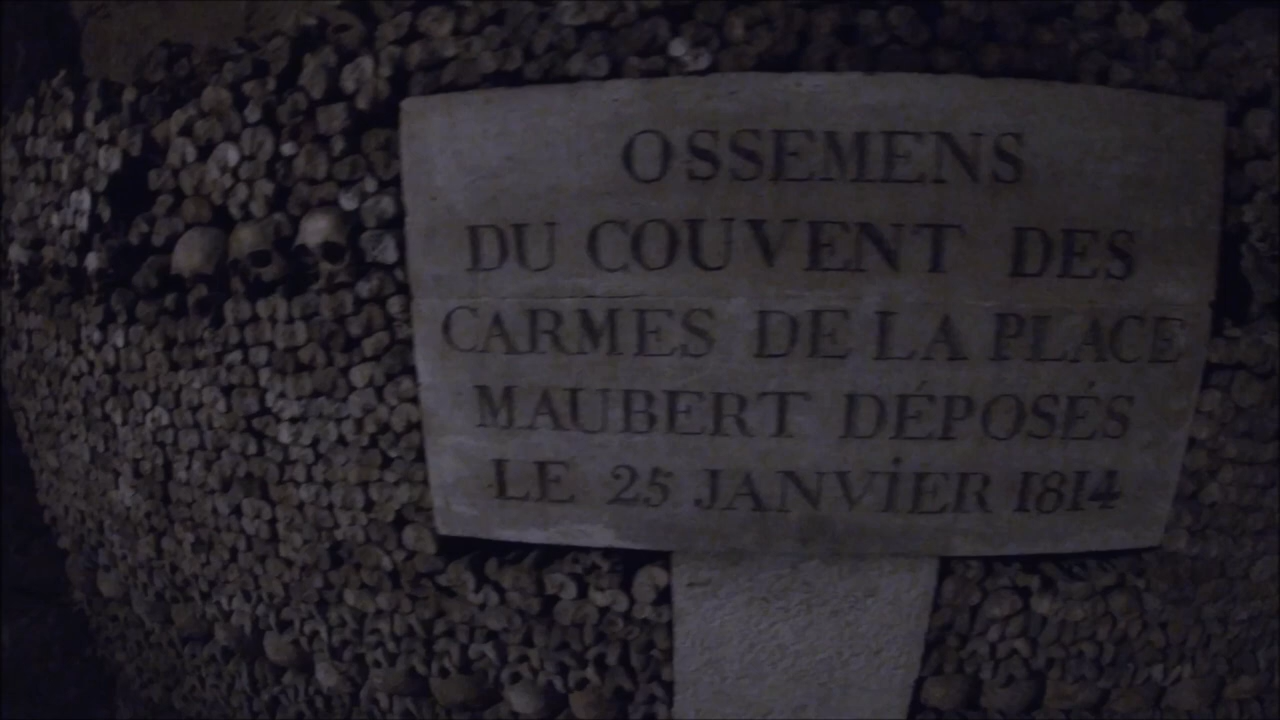 OSSEMENS
DU COUVENT DES
CARMES DE LA PLACE
MAUBERT DÉPOSÉS
LE 25 JANVIER 1814